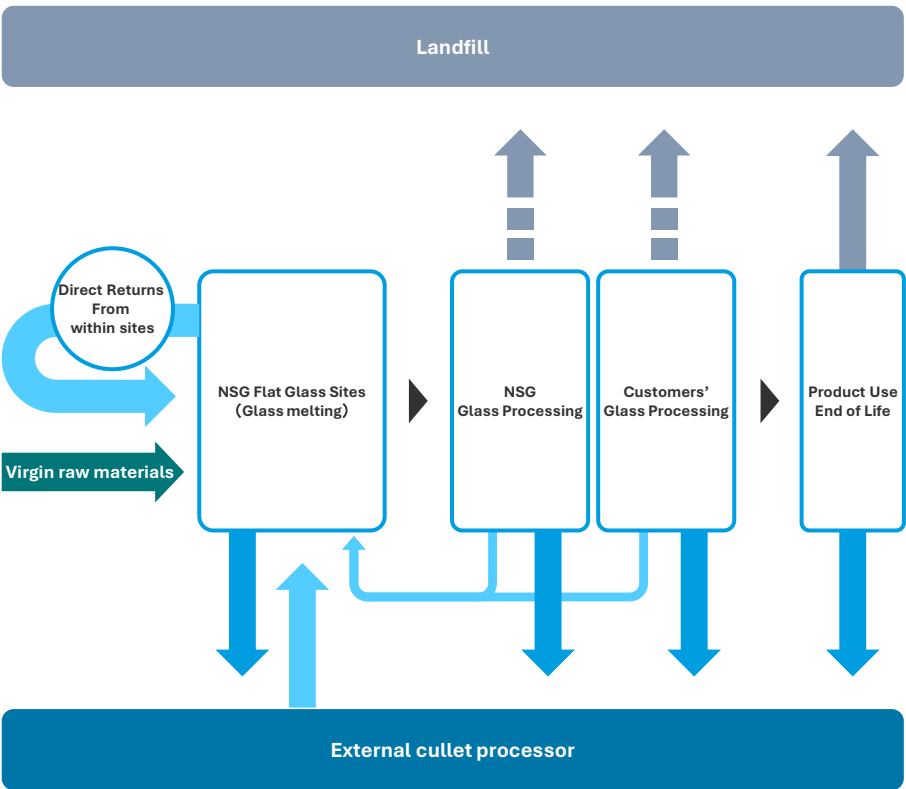 Landfill
Direct Returns
From
within sites
NSG Flat Glass Sites
（Glass melting）
NSG
Glass Processing
Customers’
Glass Processing
Product Use
End of Life
Virgin raw materials
External cullet processor